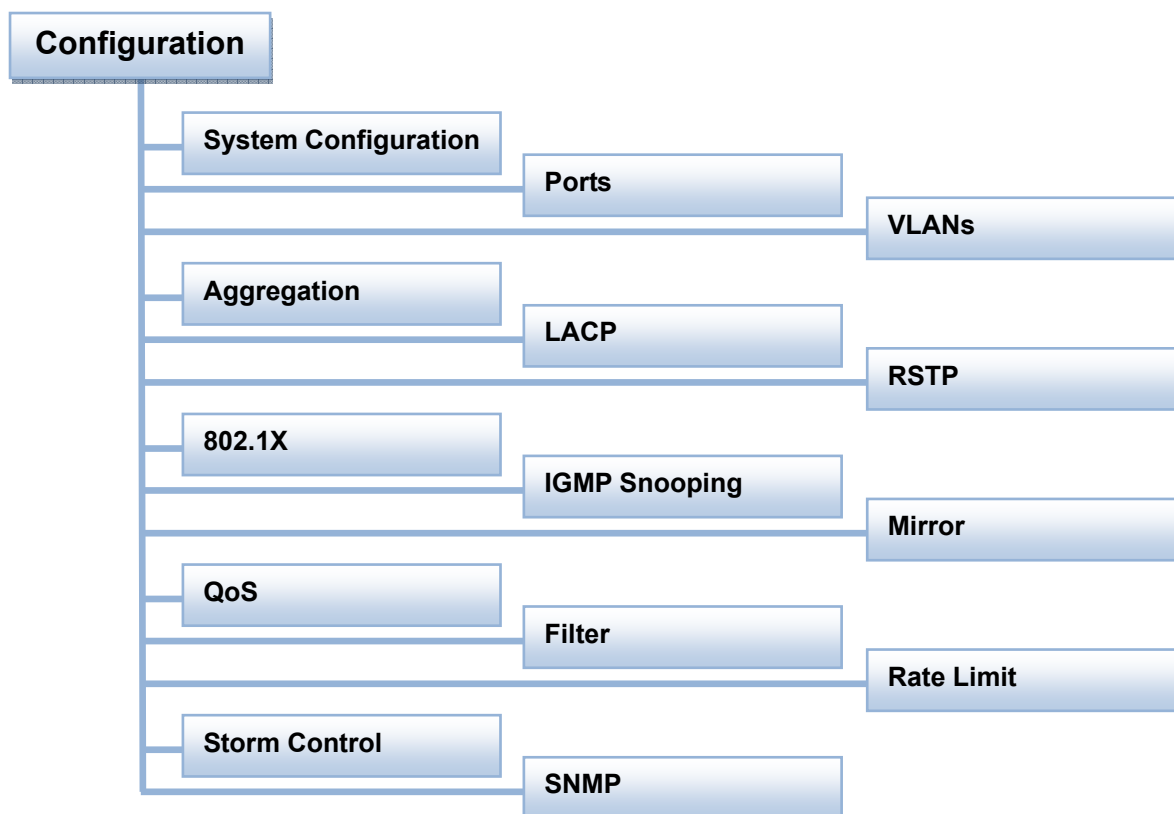 Configuration
System Configuration
Ports
VLANs
Aggregation
LACP
RSTP
802.1X
IGMP Snooping
Mirror
QoS
Filter
Rate Limit
Storm Control
SNMP